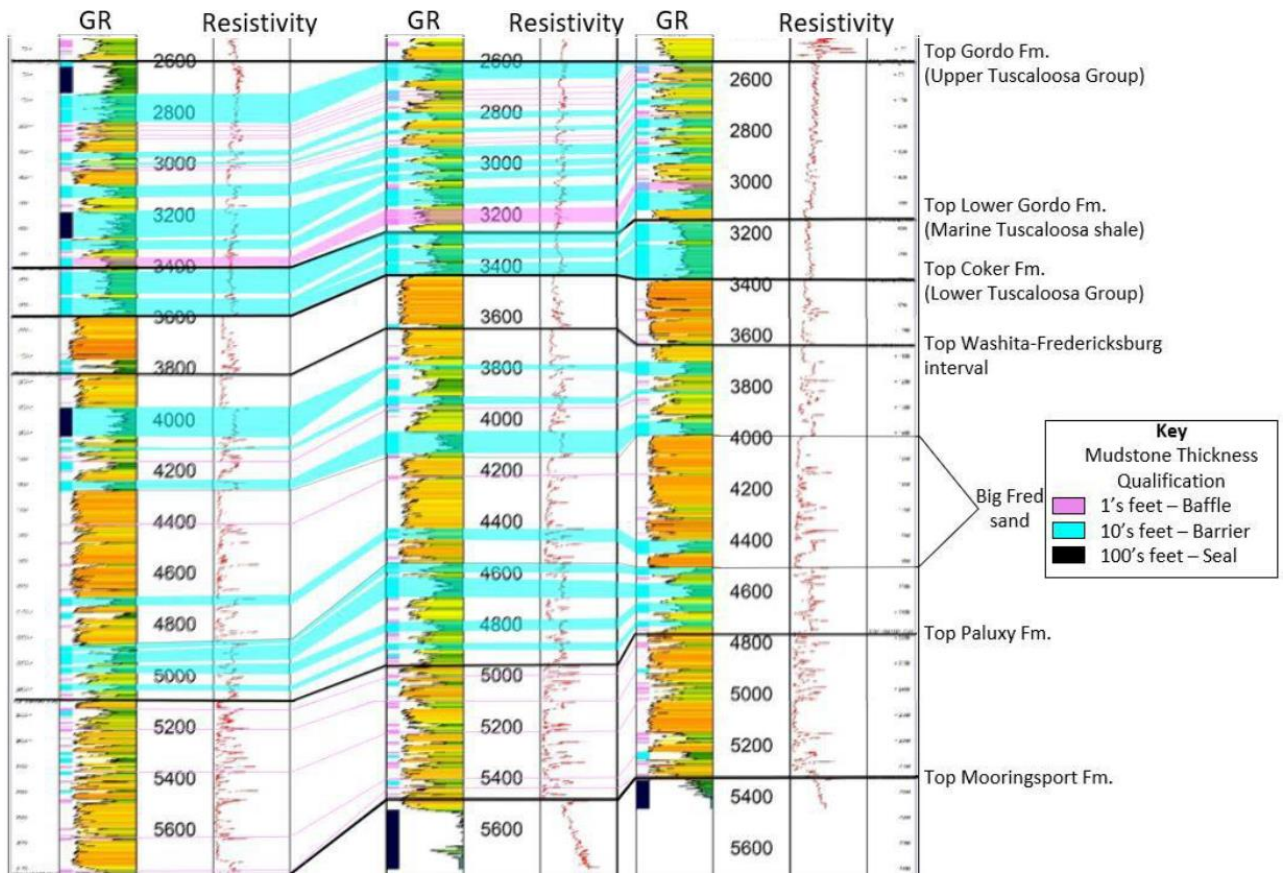 GR Resistivity GR Resistivity GR Resistivity
2600
2800
3000
3200
3400
3600
3800
4000
4200
4400
4600
4800
5000
5200
5400
5600
2600
2800
3000
3200
3400
3600
3800
4000
4200
4400
4600
4800
5000
5200
5400
5600
2600
2800
3000
3200
3400
3600
3800
4000
4200
4400
4600
4800
5000
5200
5400
5600
Top Gordo Fm.
(Upper Tuscaloosa Group)
Top Lower Gordo Fm.
(Marine Tuscaloosa shale)
Top Coker Fm.
(Lower Tuscaloosa Group)
Top Washita-Fredericksburg
interval
Big Fred
sand
Key
Mudstone Thickness
Qualification
1's feet – Baffle
10's feet – Barrier
100's feet – Seal
Top Paluxy Fm.
Top Mooringsport Fm.